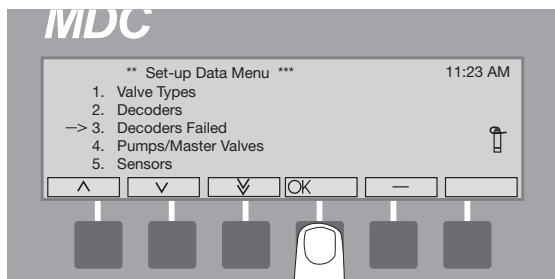 MDC
** Set-up Data Menu ***
11:23 AM
1. Valve Types
2. Decoders
—> 3. Decoders Failed
4. Pumps/Master Valves
5. Sensors
OK